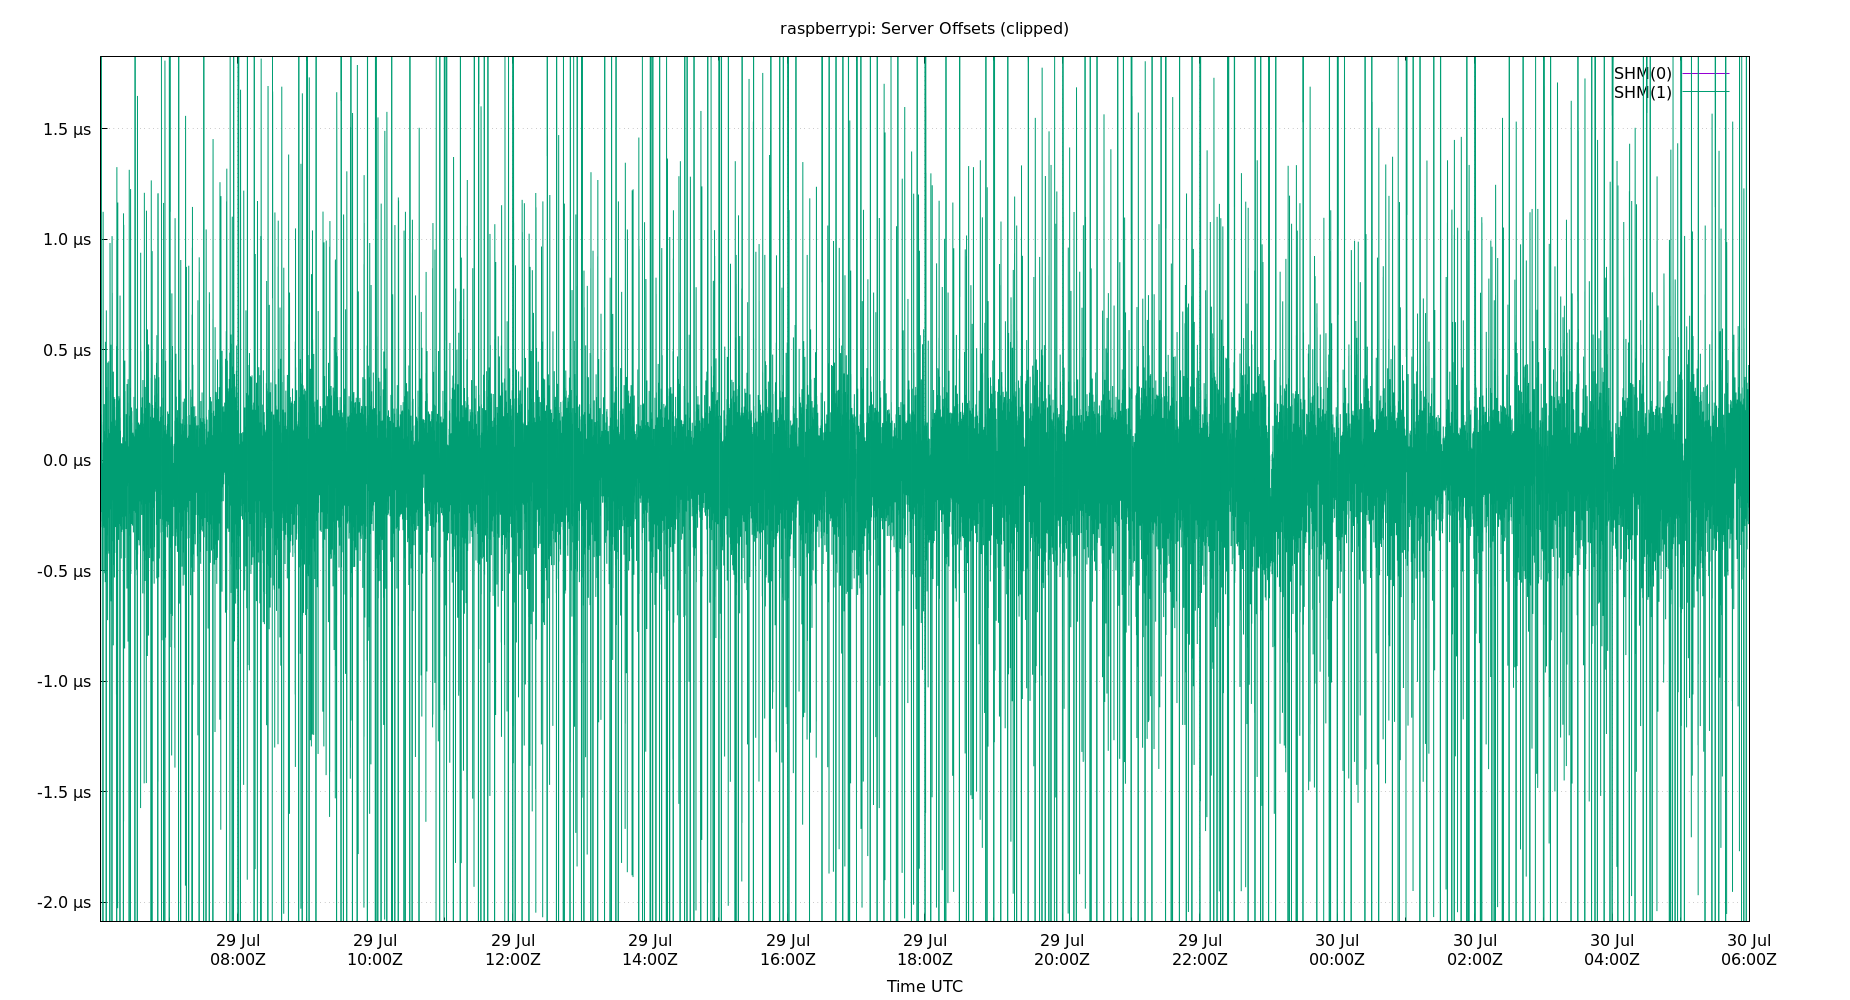 raspberrypi: Server Offsets (clipped)
SHM(0)
SHM(1)
1.5 µs
1.0 µs
0.5 µs
0.0 µs
-0.5 µs
-1.0 µs
-1.5 µs
-2.0 µs
29 Jul 29 Jul 29 Jul 29 Jul 29 Jul 29 Jul 29 Jul 29 Jul 30 Jul 30 Jul 30 Jul 30 Jul
08:00Z 10:00Z 12:00Z 14:00Z 16:00Z 18:00Z 20:00Z 22:00Z 00:00Z 02:00Z 04:00Z 06:00Z
Time UTC